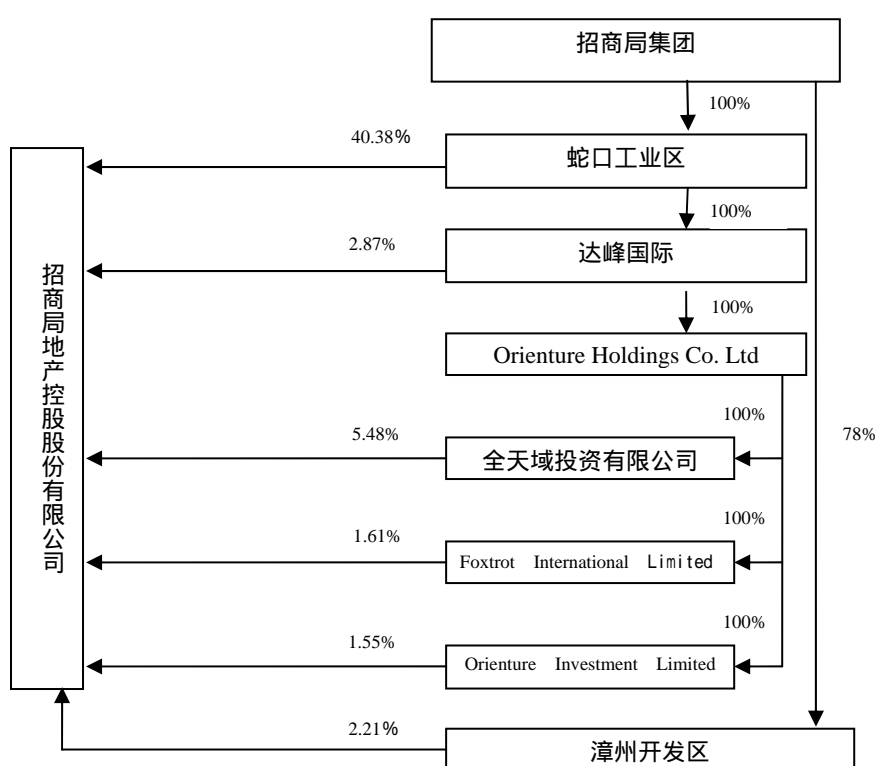 招商局集团
100%
40.38%
蛇口工业区
100%
2.87%
达峰国际
招商局地产控股股份有限公司
100%
Orienture Holdings Co. Ltd
100%
5.48%
78%
全天域投资有限公司
100%
1.61%
Foxtrot International Limited
100%
1.55%
Orienture Investment Limited
2.21%
漳州开发区